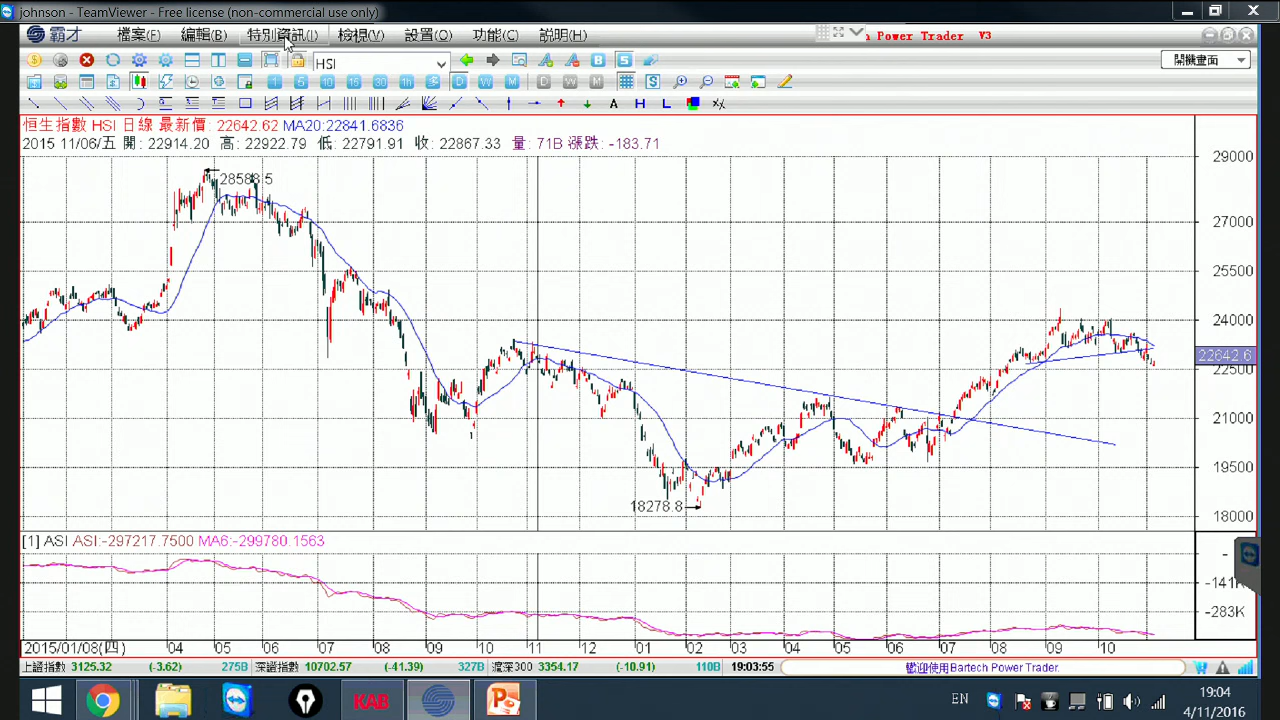 johnson - TeamViewer - Free license (non-commercial use only)
霸才 檔案(F) 編輯(B) 特別資訊(I) 檢視(V) 設置(O) 功能(C) 説明(H) Power Trader V3
HSI 開機畫面
1 5 15 30 1h D W M D W M
A H L
恒生指數 HSI 日線 最新價: 22642.62 MA20:22841.6836
2015 11/06/五 開: 22914.20 高: 22922.79 低: 22791.91 收: 22867.33 量: 71B 漲跌: -183.71
29000
28588.5
27000
25500
24000
22642.6
22500
21000
19500
18278.8
18000
[1] ASI ASI:-297217.7500 MA6:-299780.1563
-283K
2015/01/08(四) 04 05 06 07 08 09 10 11 12 01 02 03 04 05 06 07 08 09 10
上證指數 3125.32 (-3.62) 275B 深證指數 10702.57 (-41.39) 327B 滬深300 3354.17 (-10.91) 110B 19:03:55 歡迎使用Bartech Power Trader.
KAB EN 19:04
4/11/2016